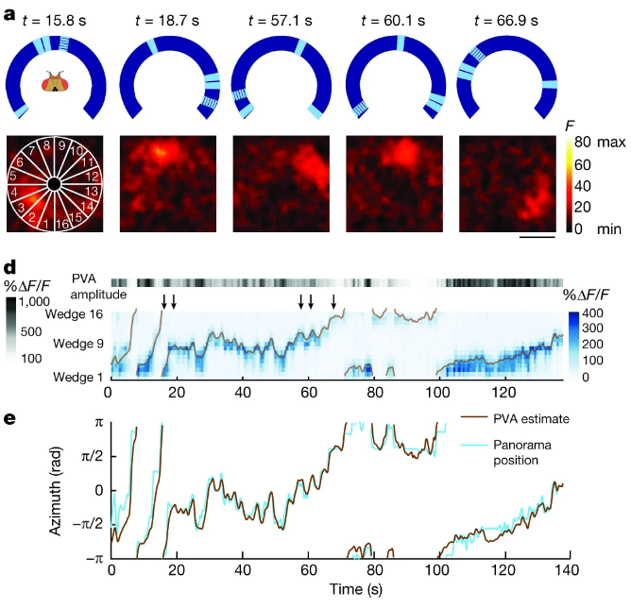 a
t = 15.8 s t = 18.7 s t = 57.1 s t = 60.1 s t = 66.9 s
F
80 max
60
40
20
0 min
1 2 3 4 5 6 7 8 9 10 11 12 13 14 15 16
d
PVA
amplitude
%ΔF/F
1,000
500
100
Wedge 16
Wedge 9
Wedge 1
%ΔF/F
400
300
200
100
0
0 20 40 60 80 100 120
e
PVA estimate
Panorama
position
Azimuth (rad)
π
π/2
0
−π/2
−π
0 20 40 60 80 100 120 140
Time (s)